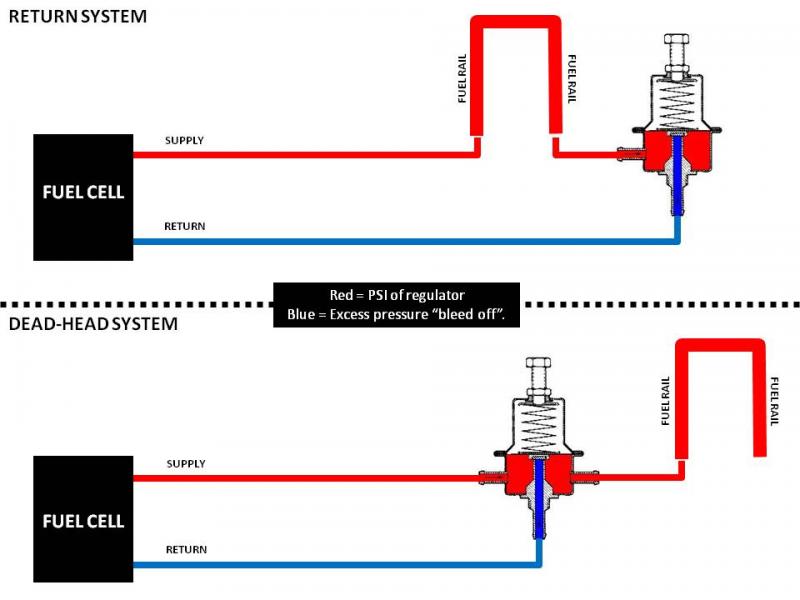 RETURN SYSTEM
FUEL RAIL
FUEL RAIL
SUPPLY
FUEL CELL
RETURN
Red = PSI of regulator
Blue = Excess pressure “bleed off”.
DEAD-HEAD SYSTEM
FUEL RAIL
FUEL RAIL
SUPPLY
FUEL CELL
RETURN